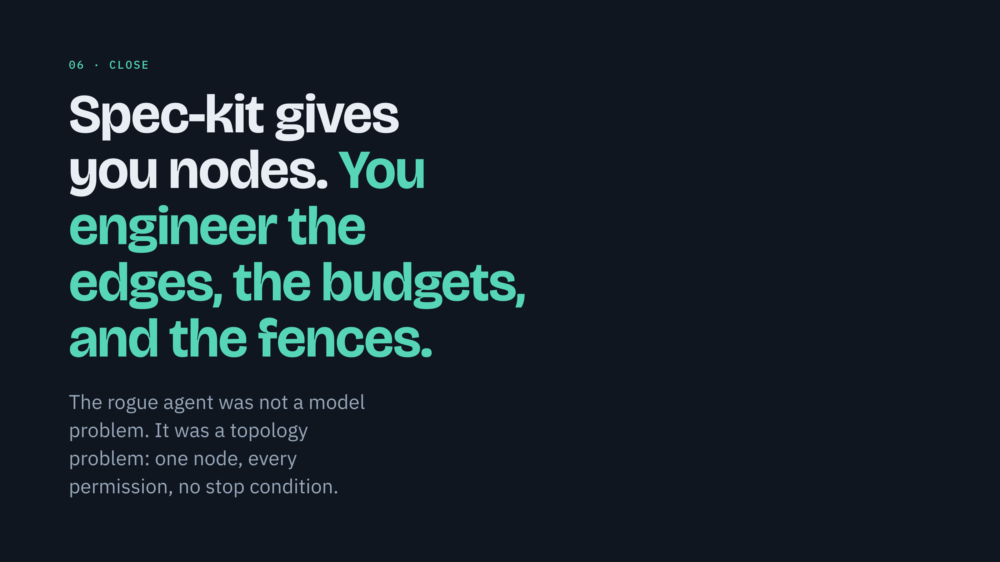 06 · CLOSE
Spec-kit gives
you nodes. You
engineer the
edges, the budgets,
and the fences.
The rogue agent was not a model
problem. It was a topology
problem: one node, every
permission, no stop condition.